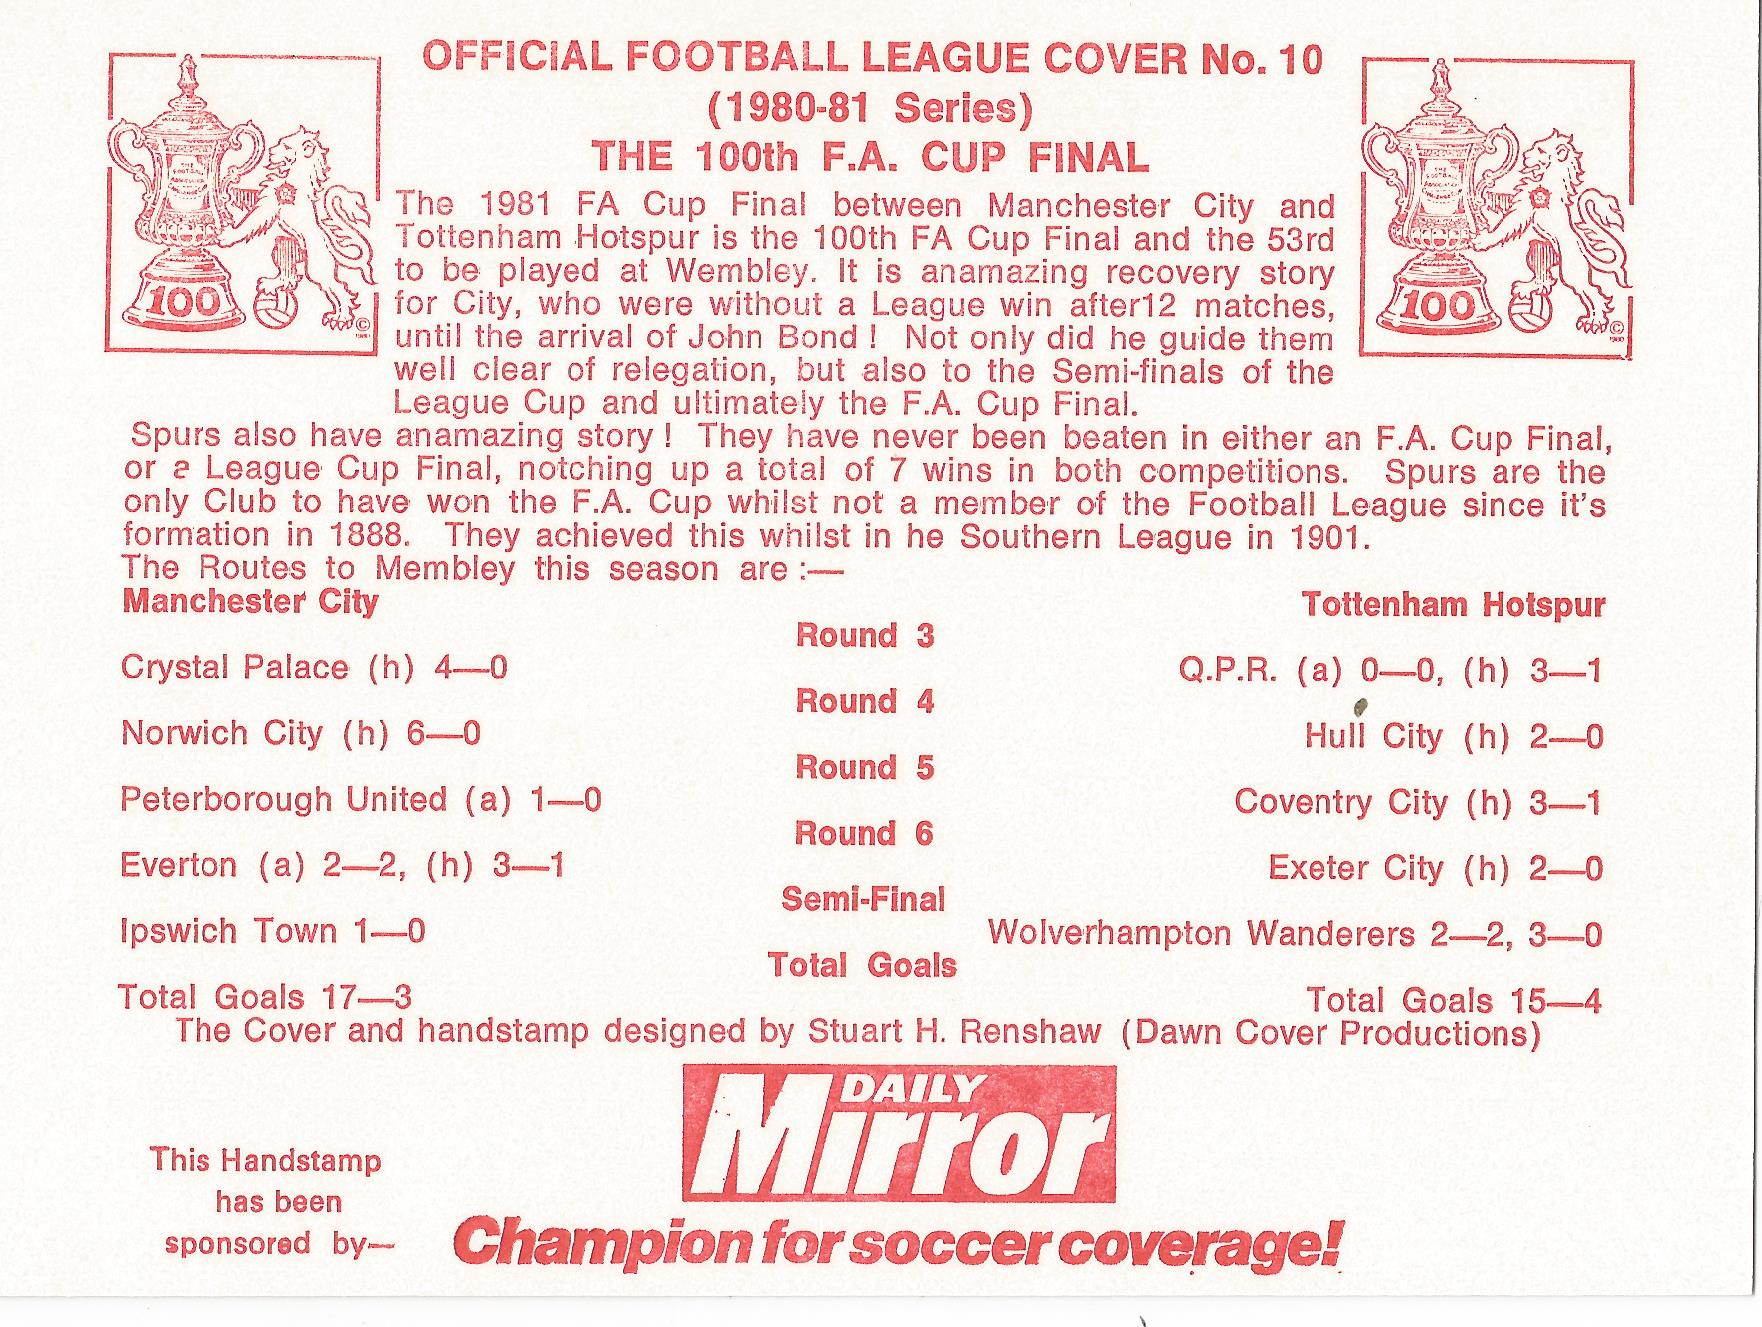 OFFICIAL FOOTBALL LEAGUE COVER No. 10
(1980-81 Series)
THE 100th F.A. CUP FINAL
THE FOOTBALL ASSOCIATION
100
©
THE FOOTBALL ASSOCIATION
100
©
The 1981 FA Cup Final between Manchester City and
Tottenham Hotspur is the 100th FA Cup Final and the 53rd
to be played at Wembley. It is anamazing recovery story
for City, who were without a League win after12 matches,
until the arrival of John Bond ! Not only did he guide them
well clear of relegation, but also to the Semi-finals of the
League Cup and ultimately the F.A. Cup Final.
Spurs also have anamazing story ! They have never been beaten in either an F.A. Cup Final,
or a League Cup Final, notching up a total of 7 wins in both competitions. Spurs are the
only Club to have won the F.A. Cup whilst not a member of the Football League since it's
formation in 1888. They achieved this whilst in he Southern League in 1901.
The Routes to Membley this season are :—
Manchester City
Tottenham Hotspur
Round 3
Crystal Palace (h) 4—0
Q.P.R. (a) 0—0, (h) 3—1
Round 4
Norwich City (h) 6—0
Hull City (h) 2—0
Round 5
Peterborough United (a) 1—0
Coventry City (h) 3—1
Round 6
Everton (a) 2—2, (h) 3—1
Exeter City (h) 2—0
Semi-Final
Ipswich Town 1—0
Wolverhampton Wanderers 2—2, 3—0
Total Goals
Total Goals 17—3
Total Goals 15—4
The Cover and handstamp designed by Stuart H. Renshaw (Dawn Cover Productions)
DAILY
Mirror
This Handstamp
has been
sponsored by—
Champion for soccer coverage!